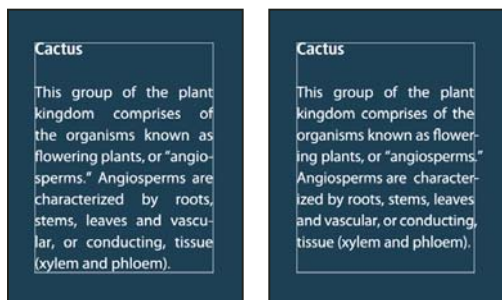 Cactus
This group of the plant
kingdom comprises of
the organisms known as
flowering plants, or “angio-
sperms.” Angiosperms are
characterized by roots,
stems, leaves and vascu-
lar, or conducting, tissue
(xylem and phloem).
Cactus
This group of the plant
kingdom comprises of the
organisms known as flower-
ing plants, or “angiosperms.”
Angiosperms are character-
ized by roots, stems, leaves
and vascular, or conducting,
tissue (xylem and phloem).